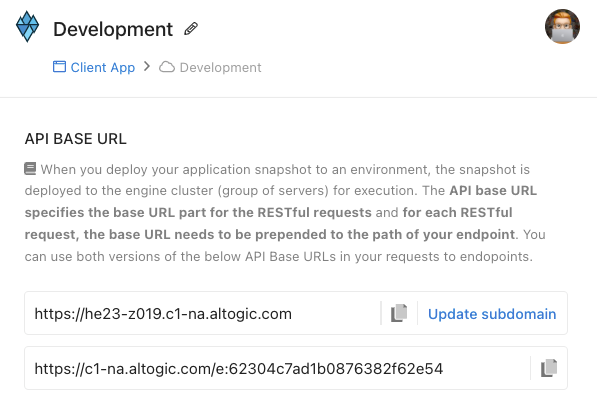 Development
Client App > Development
API BASE URL
When you deploy your application snapshot to an environment, the snapshot is
deployed to the engine cluster (group of servers) for execution. The API base URL
specifies the base URL part for the RESTful requests and for each RESTful
request, the base URL needs to be prepended to the path of your endpoint. You
can use both versions of the below API Base URLs in your requests to endopoints.
https://he23-z019.c1-na.altogic.com Update subdomain
https://c1-na.altogic.com/e:62304c7ad1b0876382f62e54